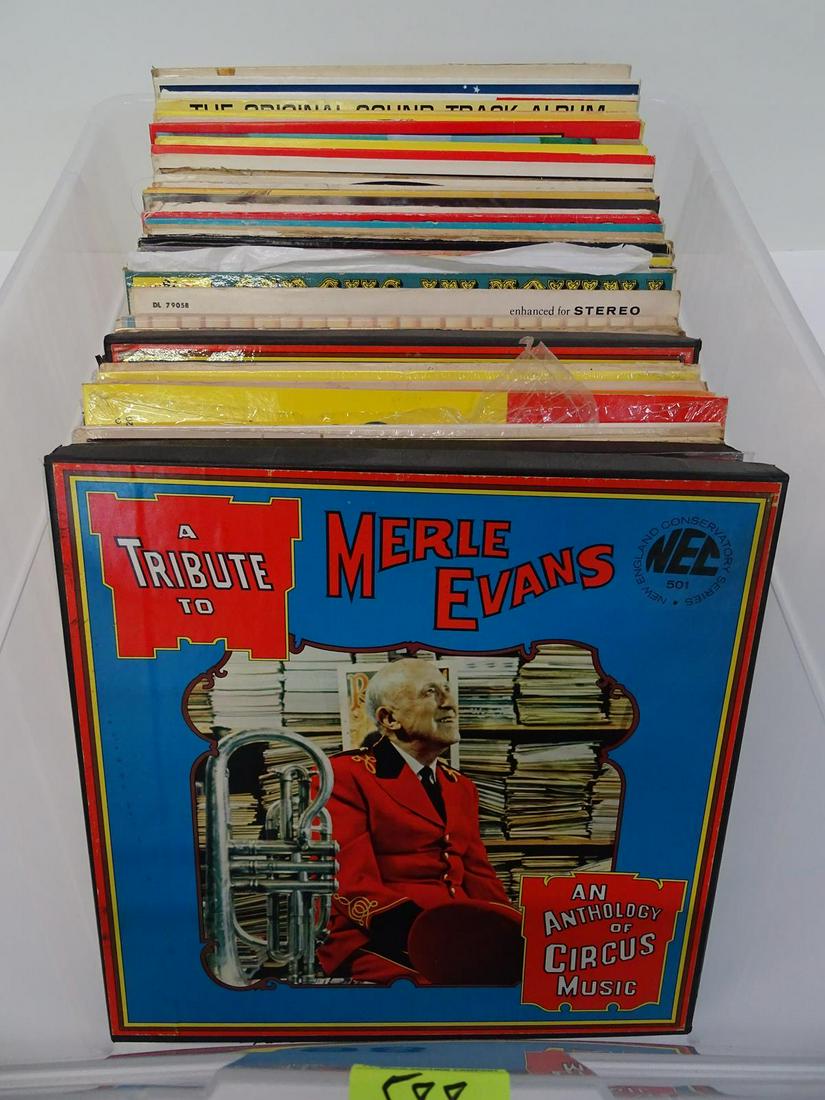 THE ORIGINAL SOUND TRACK ALBUM
DL 79058
enhanced for STEREO
A
TRIBUTE
TO
MERLE
EVANS
NEW ENGLAND CONSERVATORY SERIES
NEC
501
AN
ANTHOLOGY
OF
CIRCUS
MUSIC